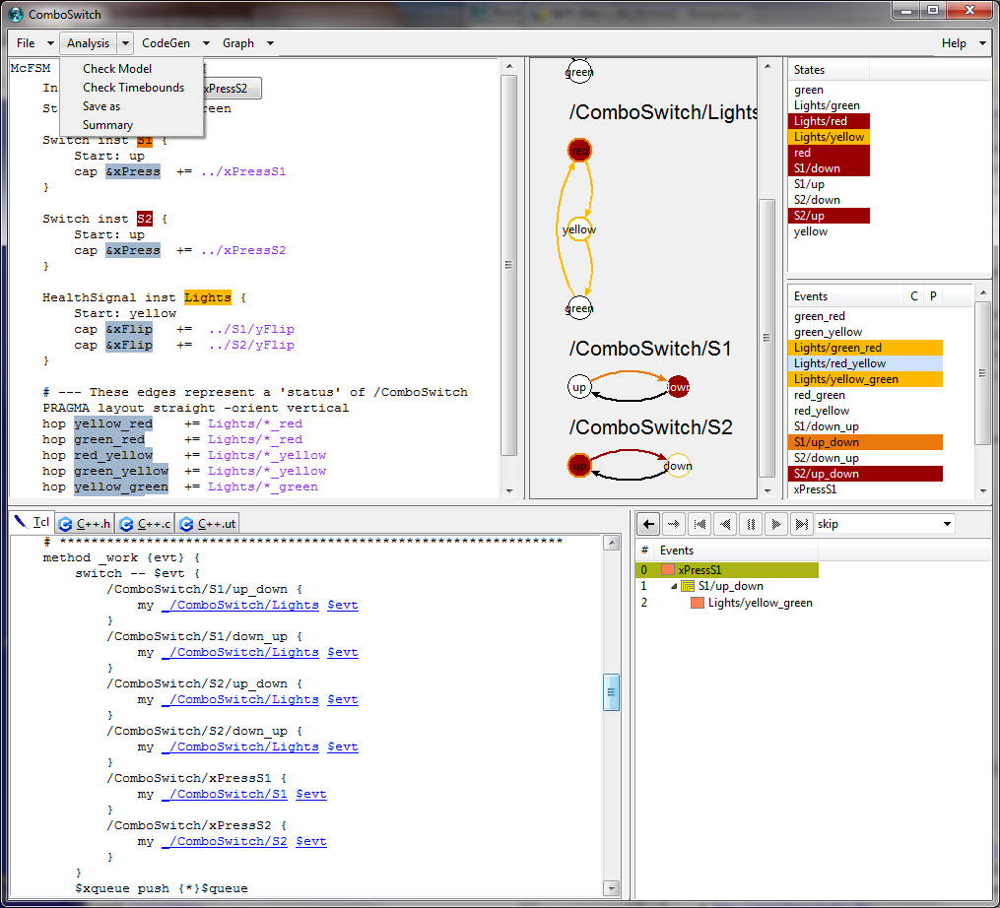 ComboSwitch
File Analysis CodeGen Graph Help
Check Model
Check Timebounds
Save as
Summary
McFSM
In xPressS2
St een
Switch inst S1 {
Start: up
cap &xPress += ../xPressS1
}
Switch inst S2 {
Start: up
cap &xPress += ../xPressS2
}
HealthSignal inst Lights {
Start: yellow
cap &xFlip += ../S1/yFlip
cap &xFlip += ../S2/yFlip
}
# --- These edges represent a 'status' of /ComboSwitch
PRAGMA layout straight -orient vertical
hop yellow_red += Lights/*_red
hop green_red += Lights/*_red
hop red_yellow += Lights/*_yellow
hop green_yellow += Lights/*_yellow
hop yellow_green += Lights/*_green
green
/ComboSwitch/Lights
red
yellow
green
/ComboSwitch/S1
up down
/ComboSwitch/S2
up down
States
green
Lights/green
Lights/red
Lights/yellow
red
S1/down
S1/up
S2/down
S2/up
yellow
Events C P
green_red
green_yellow
Lights/green_red
Lights/red_yellow
Lights/yellow_green
red_green
red_yellow
S1/down_up
S1/up_down
S2/down_up
S2/up_down
xPressS1
Tcl C++.h C++.c C++.ut
# ****************************************************************
method _work {evt} {
switch -- $evt {
/ComboSwitch/S1/up_down {
my _/ComboSwitch/Lights $evt
}
/ComboSwitch/S1/down_up {
my _/ComboSwitch/Lights $evt
}
/ComboSwitch/S2/up_down {
my _/ComboSwitch/Lights $evt
}
/ComboSwitch/S2/down_up {
my _/ComboSwitch/Lights $evt
}
/ComboSwitch/xPressS1 {
my _/ComboSwitch/S1 $evt
}
/ComboSwitch/xPressS2 {
my _/ComboSwitch/S2 $evt
}
}
$xqueue push {*}$queue
skip
# Events
0 xPressS1
1 S1/up_down
2 Lights/yellow_green